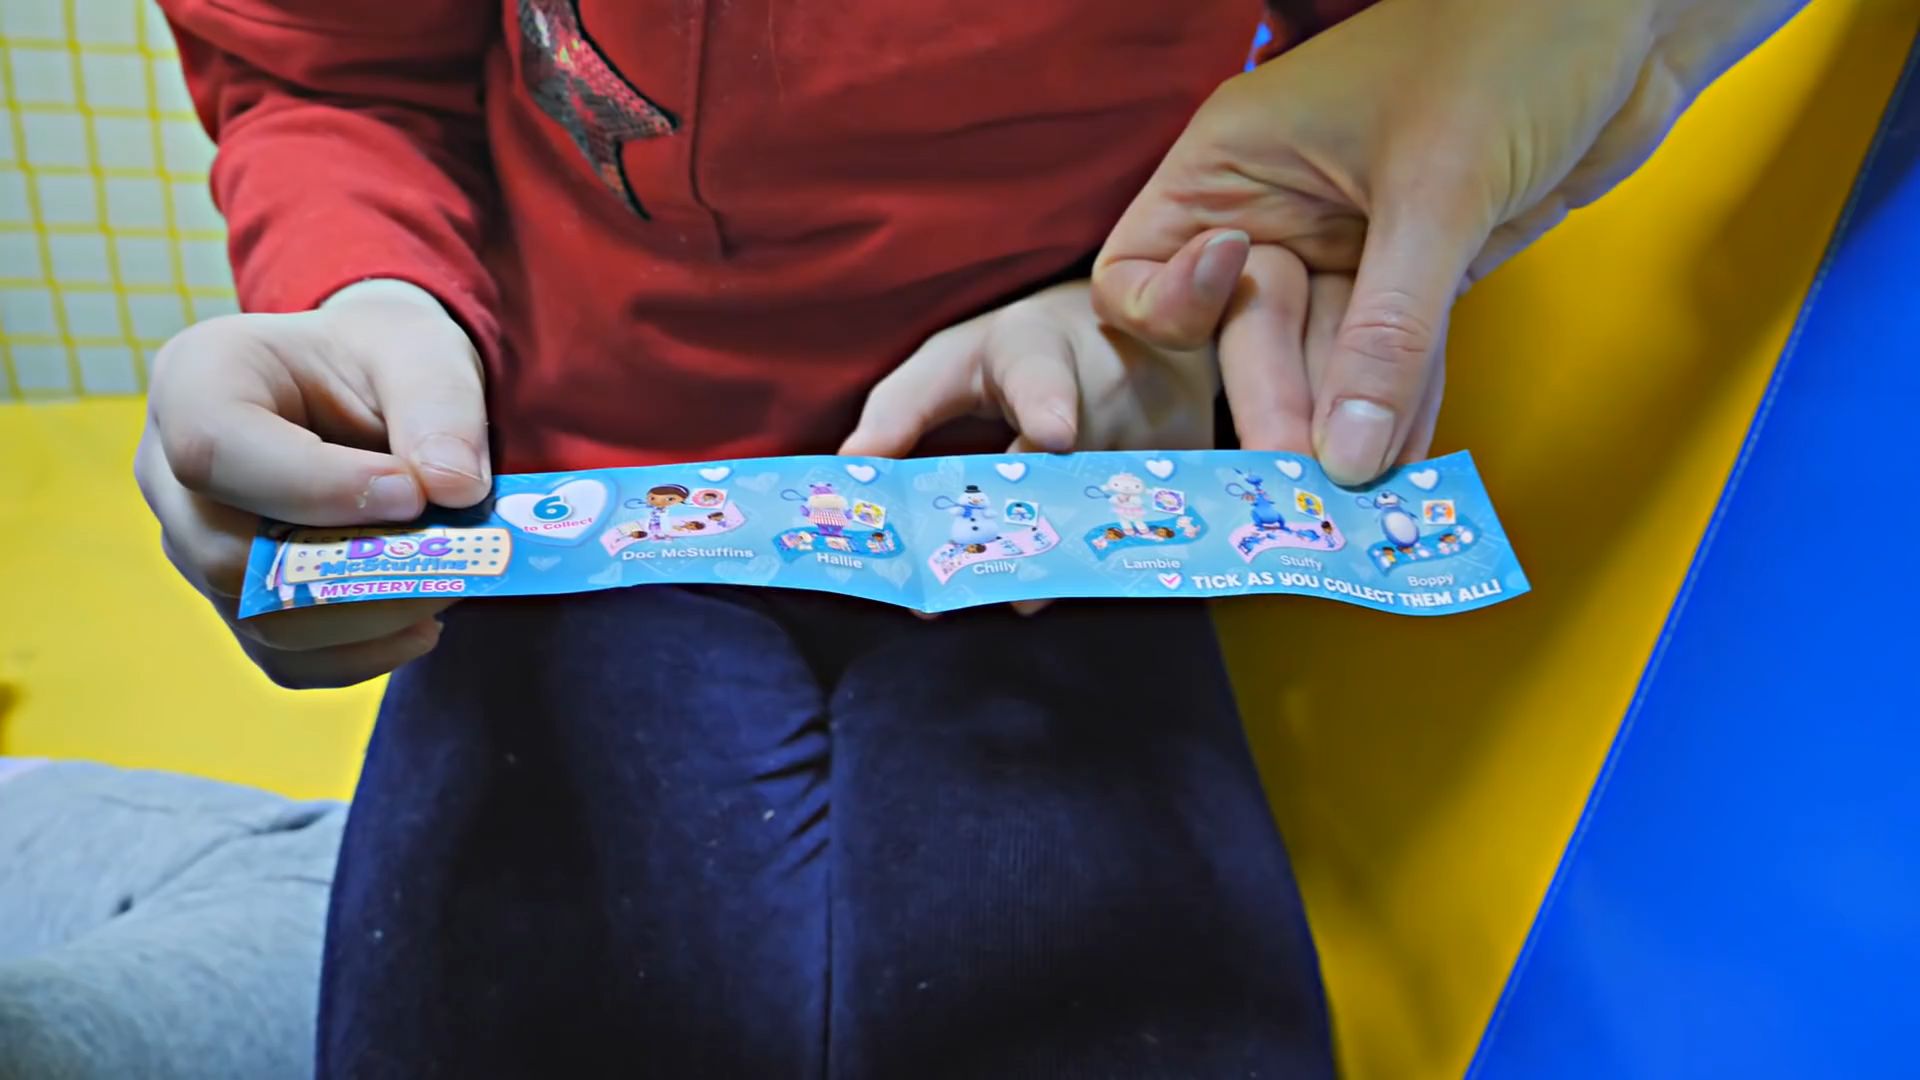 6
to Collect
DOC
McStuffins
MYSTERY EGG
Doc McStuffins
Hallie
Chilly
Lambie
Stuffy
Boppy
TICK AS YOU COLLECT THEM ALL!